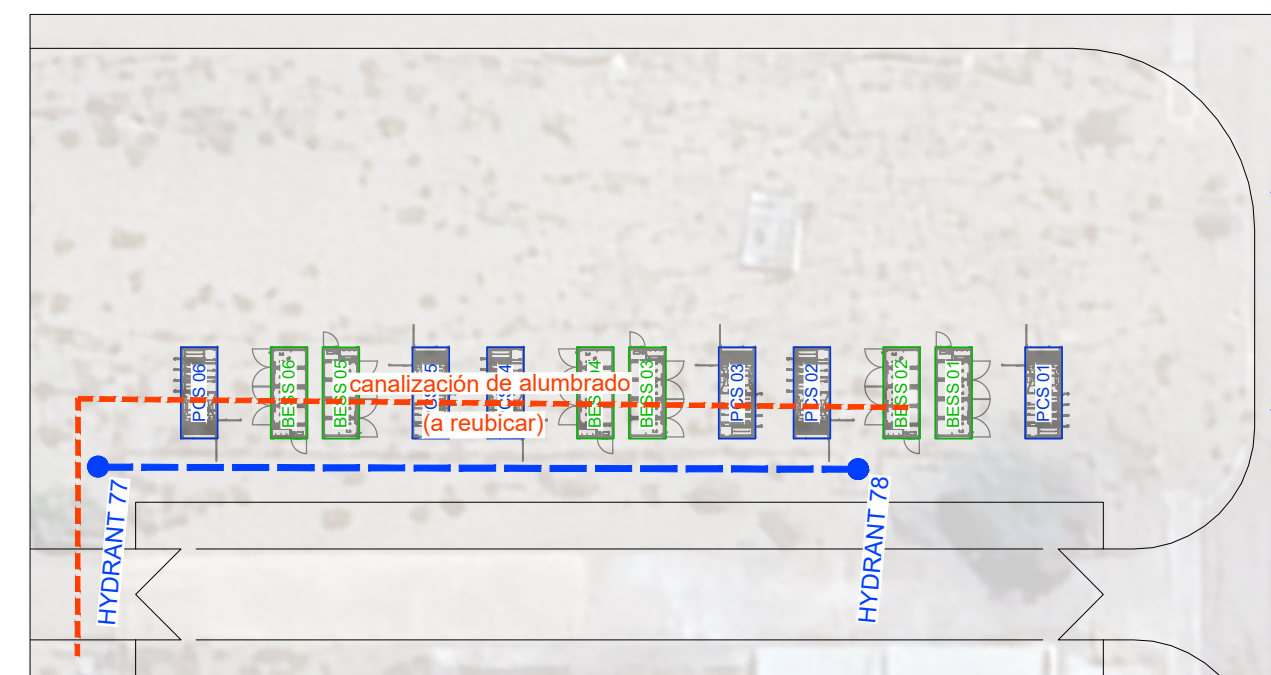 PCS 06
BESS 06
BESS 05
PCS 03
PCS 02
BESS 03
BESS 02
BESS 01
PCS 01
canalización de alumbrado
(a reubicar)
HYDRANT 77
HYDRANT 78